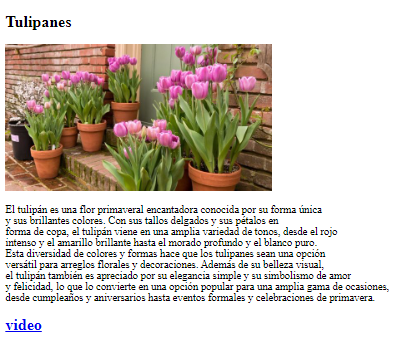 Tulipanes
El tulipán es una flor primaveral encantadora conocida por su forma única
y sus brillantes colores. Con sus tallos delgados y sus pétalos en
forma de copa, el tulipán viene en una amplia variedad de tonos, desde el rojo
intenso y el amarillo brillante hasta el morado profundo y el blanco puro.
Esta diversidad de colores y formas hace que los tulipanes sean una opción
versátil para arreglos florales y decoraciones. Además de su belleza visual,
el tulipán también es apreciado por su elegancia simple y su simbolismo de amor
y felicidad, lo que lo convierte en una opción popular para una amplia gama de ocasiones,
desde cumpleaños y aniversarios hasta eventos formales y celebraciones de primavera.
video